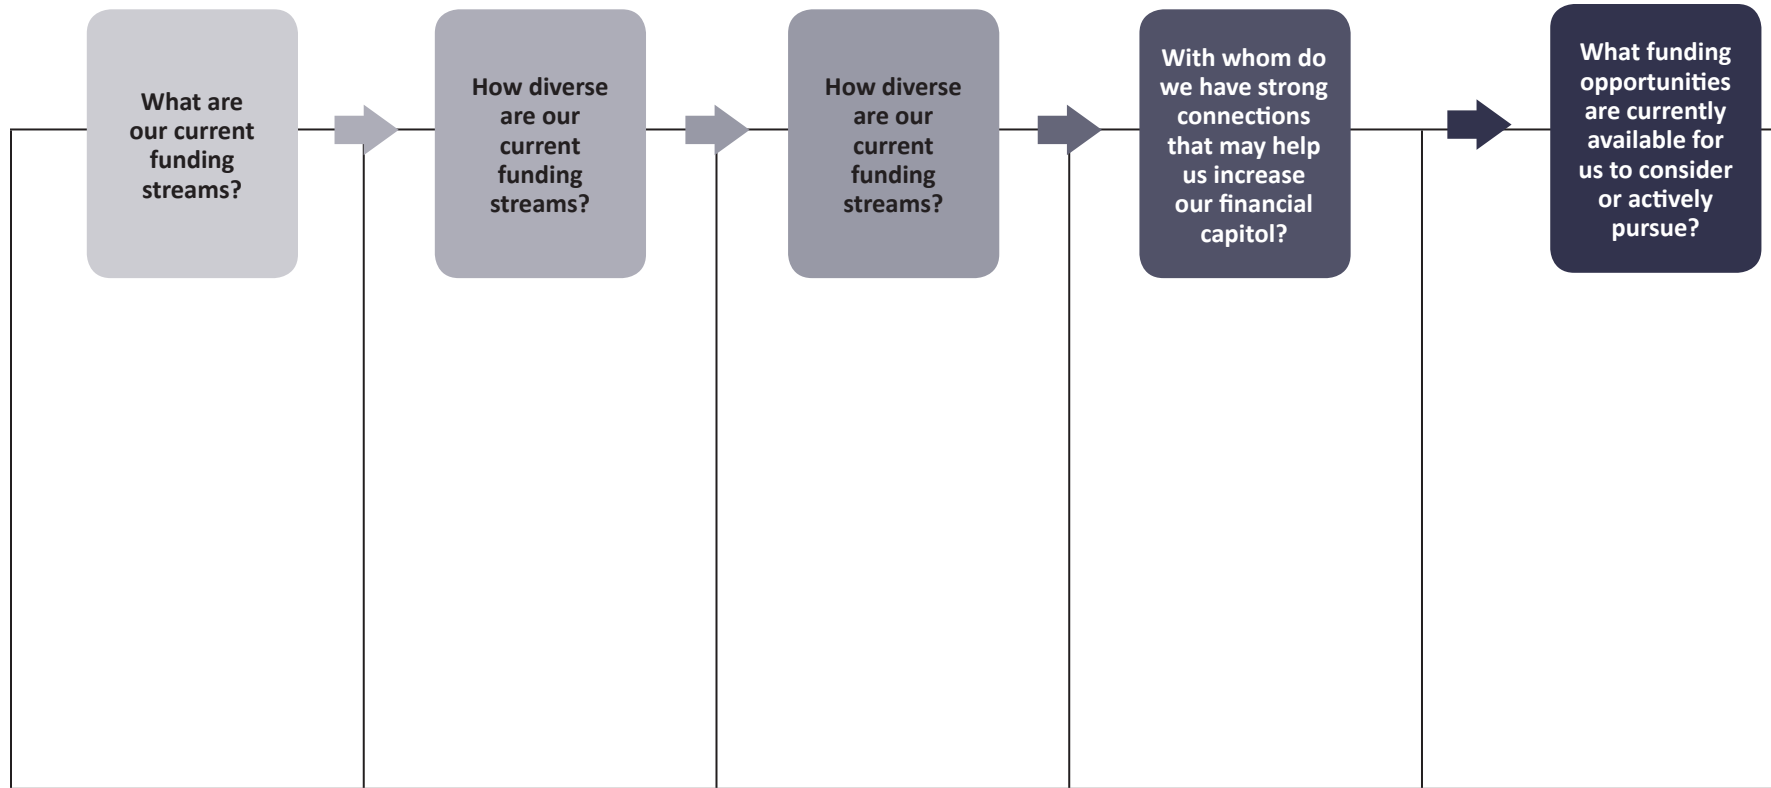 What are
our current
funding
streams?
How diverse
are our
current
funding
streams?
How diverse
are our
current
funding
streams?
With whom do
we have strong
connections
that may help
us increase
our financial
capitol?
What funding
opportunities
are currently
available for
us to consider
or actively
pursue?